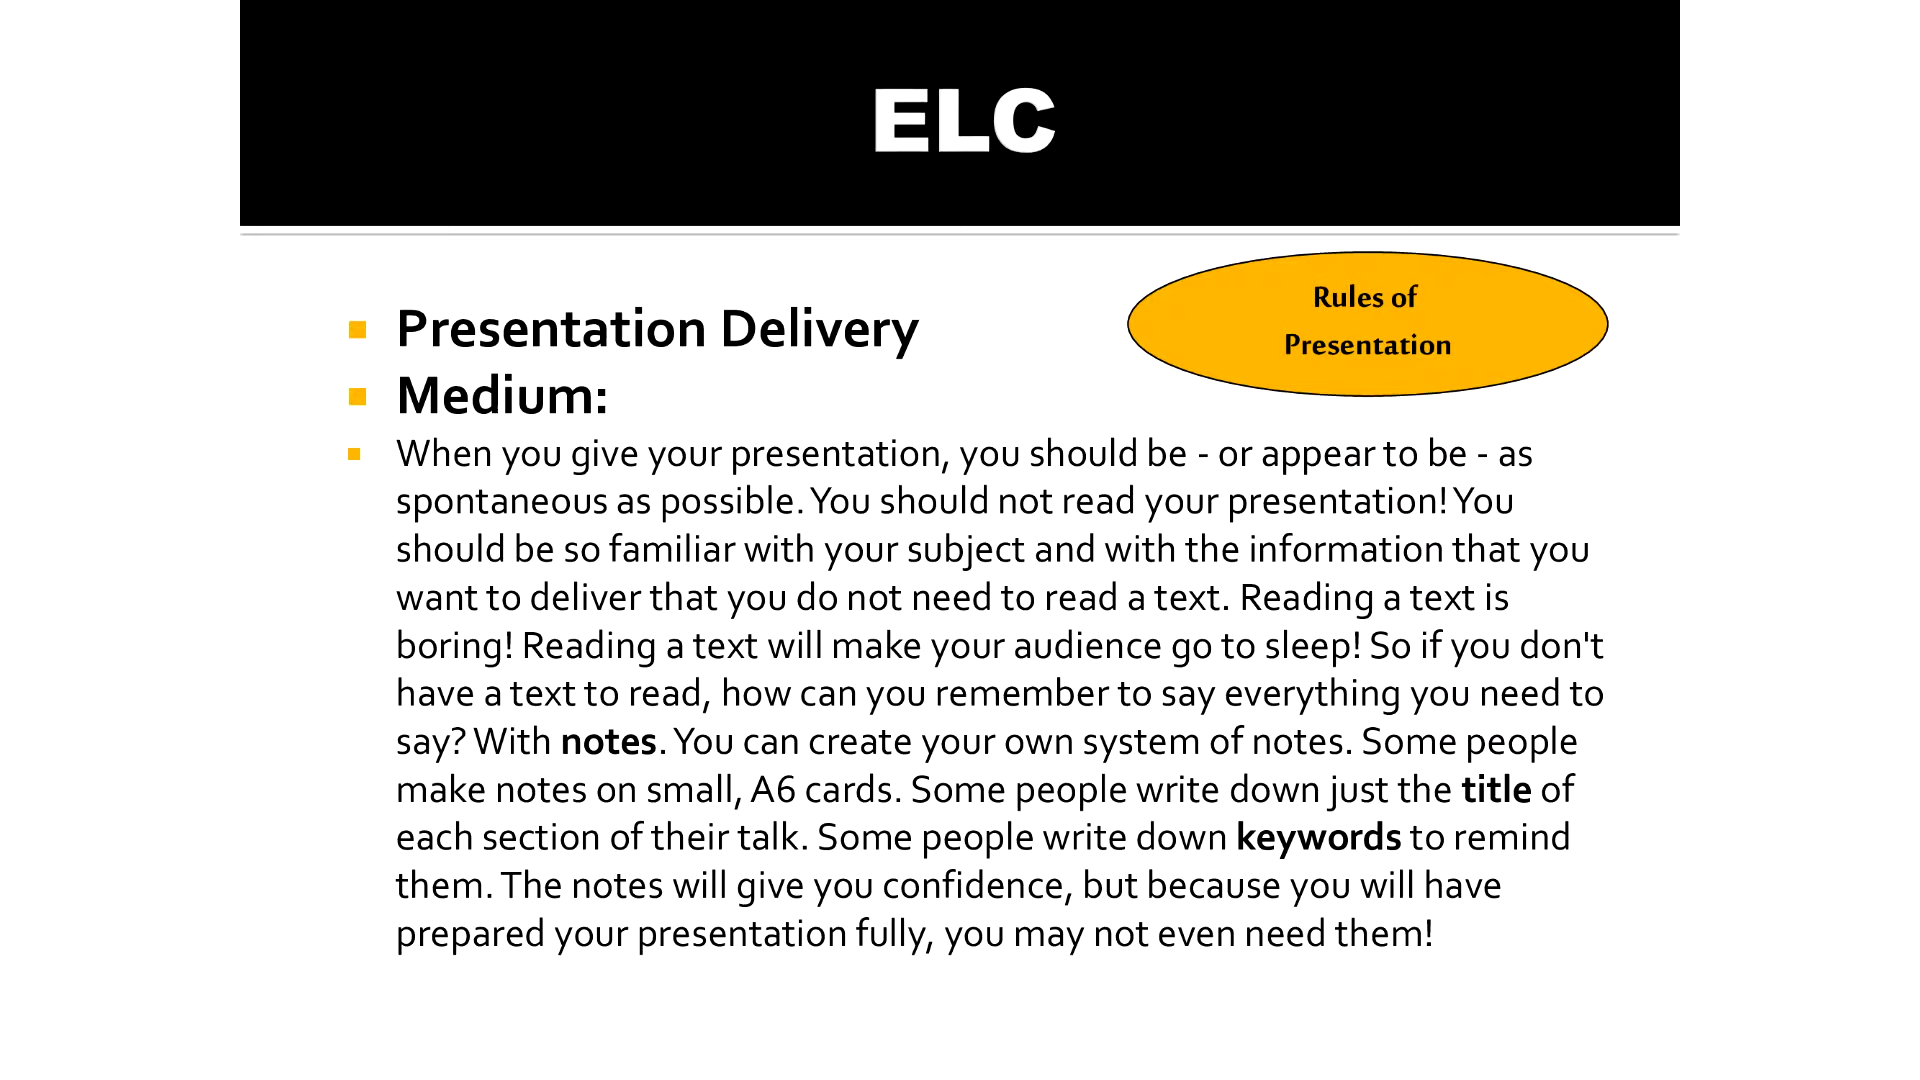 ELC
Rules of
Presentation
Presentation Delivery
Medium:
When you give your presentation, you should be - or appear to be - as
spontaneous as possible. You should not read your presentation! You
should be so familiar with your subject and with the information that you
want to deliver that you do not need to read a text. Reading a text is
boring! Reading a text will make your audience go to sleep! So if you don't
have a text to read, how can you remember to say everything you need to
say? With notes. You can create your own system of notes. Some people
make notes on small, A6 cards. Some people write down just the title of
each section of their talk. Some people write down keywords to remind
them. The notes will give you confidence, but because you will have
prepared your presentation fully, you may not even need them!